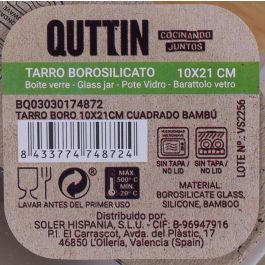 QUTTIN
COCINANDO
JUNTOS
TARRO BOROSILICATO 10X21 CM
Boite verre - Glass jar - Pote Vidro - Barattolo vetro
BQ03030174872
TARRO BORO 10X21CM CUADRADO BAMBÚ
8 433774 748724
LAVAR ANTES DEL PRIMER USO
MÁX
500°C
MIN
-20°C
SIN TAPA/
NO LID
SIN TAPA/
NO LID
LOTE Nº: VS2256
MATERIAL:
BOROSILICATE GLASS,
SILICONE, BAMBOO
Distribuido por:
SOLER HISPANIA, S.L.U. - CIF: B-96947916
P.I. El Carrascot, Avda. del Plàstic, 17
46850 L'Olleria, Valencia (Spain)